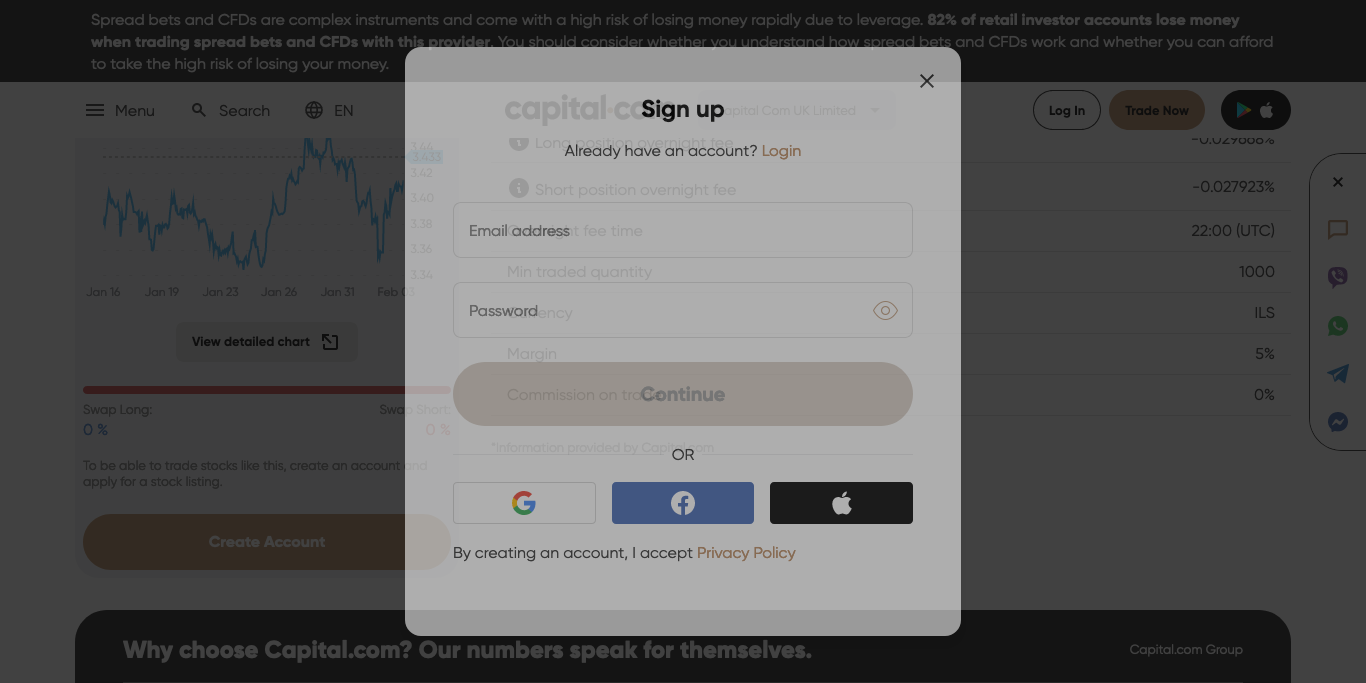 Spread bets and CFDs are complex instruments and come with a high risk of losing money rapidly due to leverage. 82% of retail investor accounts lose money
when trading spread bets and CFDs with this provider. You should consider whether you understand how spread bets and CFDs work and whether you can afford
to take the high risk of losing your money.
Menu
Search
EN
capital.com
Capital Com UK Limited
Log In
Trade Now
Sign up
Already have an account? Login
Email address
Password
Continue
OR
By creating an account, I accept Privacy Policy
3.44
3.433
3.42
3.40
3.38
3.36
3.34
Jan 16
Jan 19
Jan 23
Jan 26
Jan 31
Feb 03
View detailed chart
Swap Long:
Swap Short:
0 %
0 %
To be able to trade stocks like this, create an account and
apply for a stock listing.
Create Account
Long position overnight fee
-0.029868%
Short position overnight fee
-0.027923%
Overnight fee time
22:00 (UTC)
Min traded quantity
1000
Currency
ILS
Margin
5%
Commission on trade
0%
*Information provided by Capital.com
Why choose Capital.com? Our numbers speak for themselves.
Capital.com Group